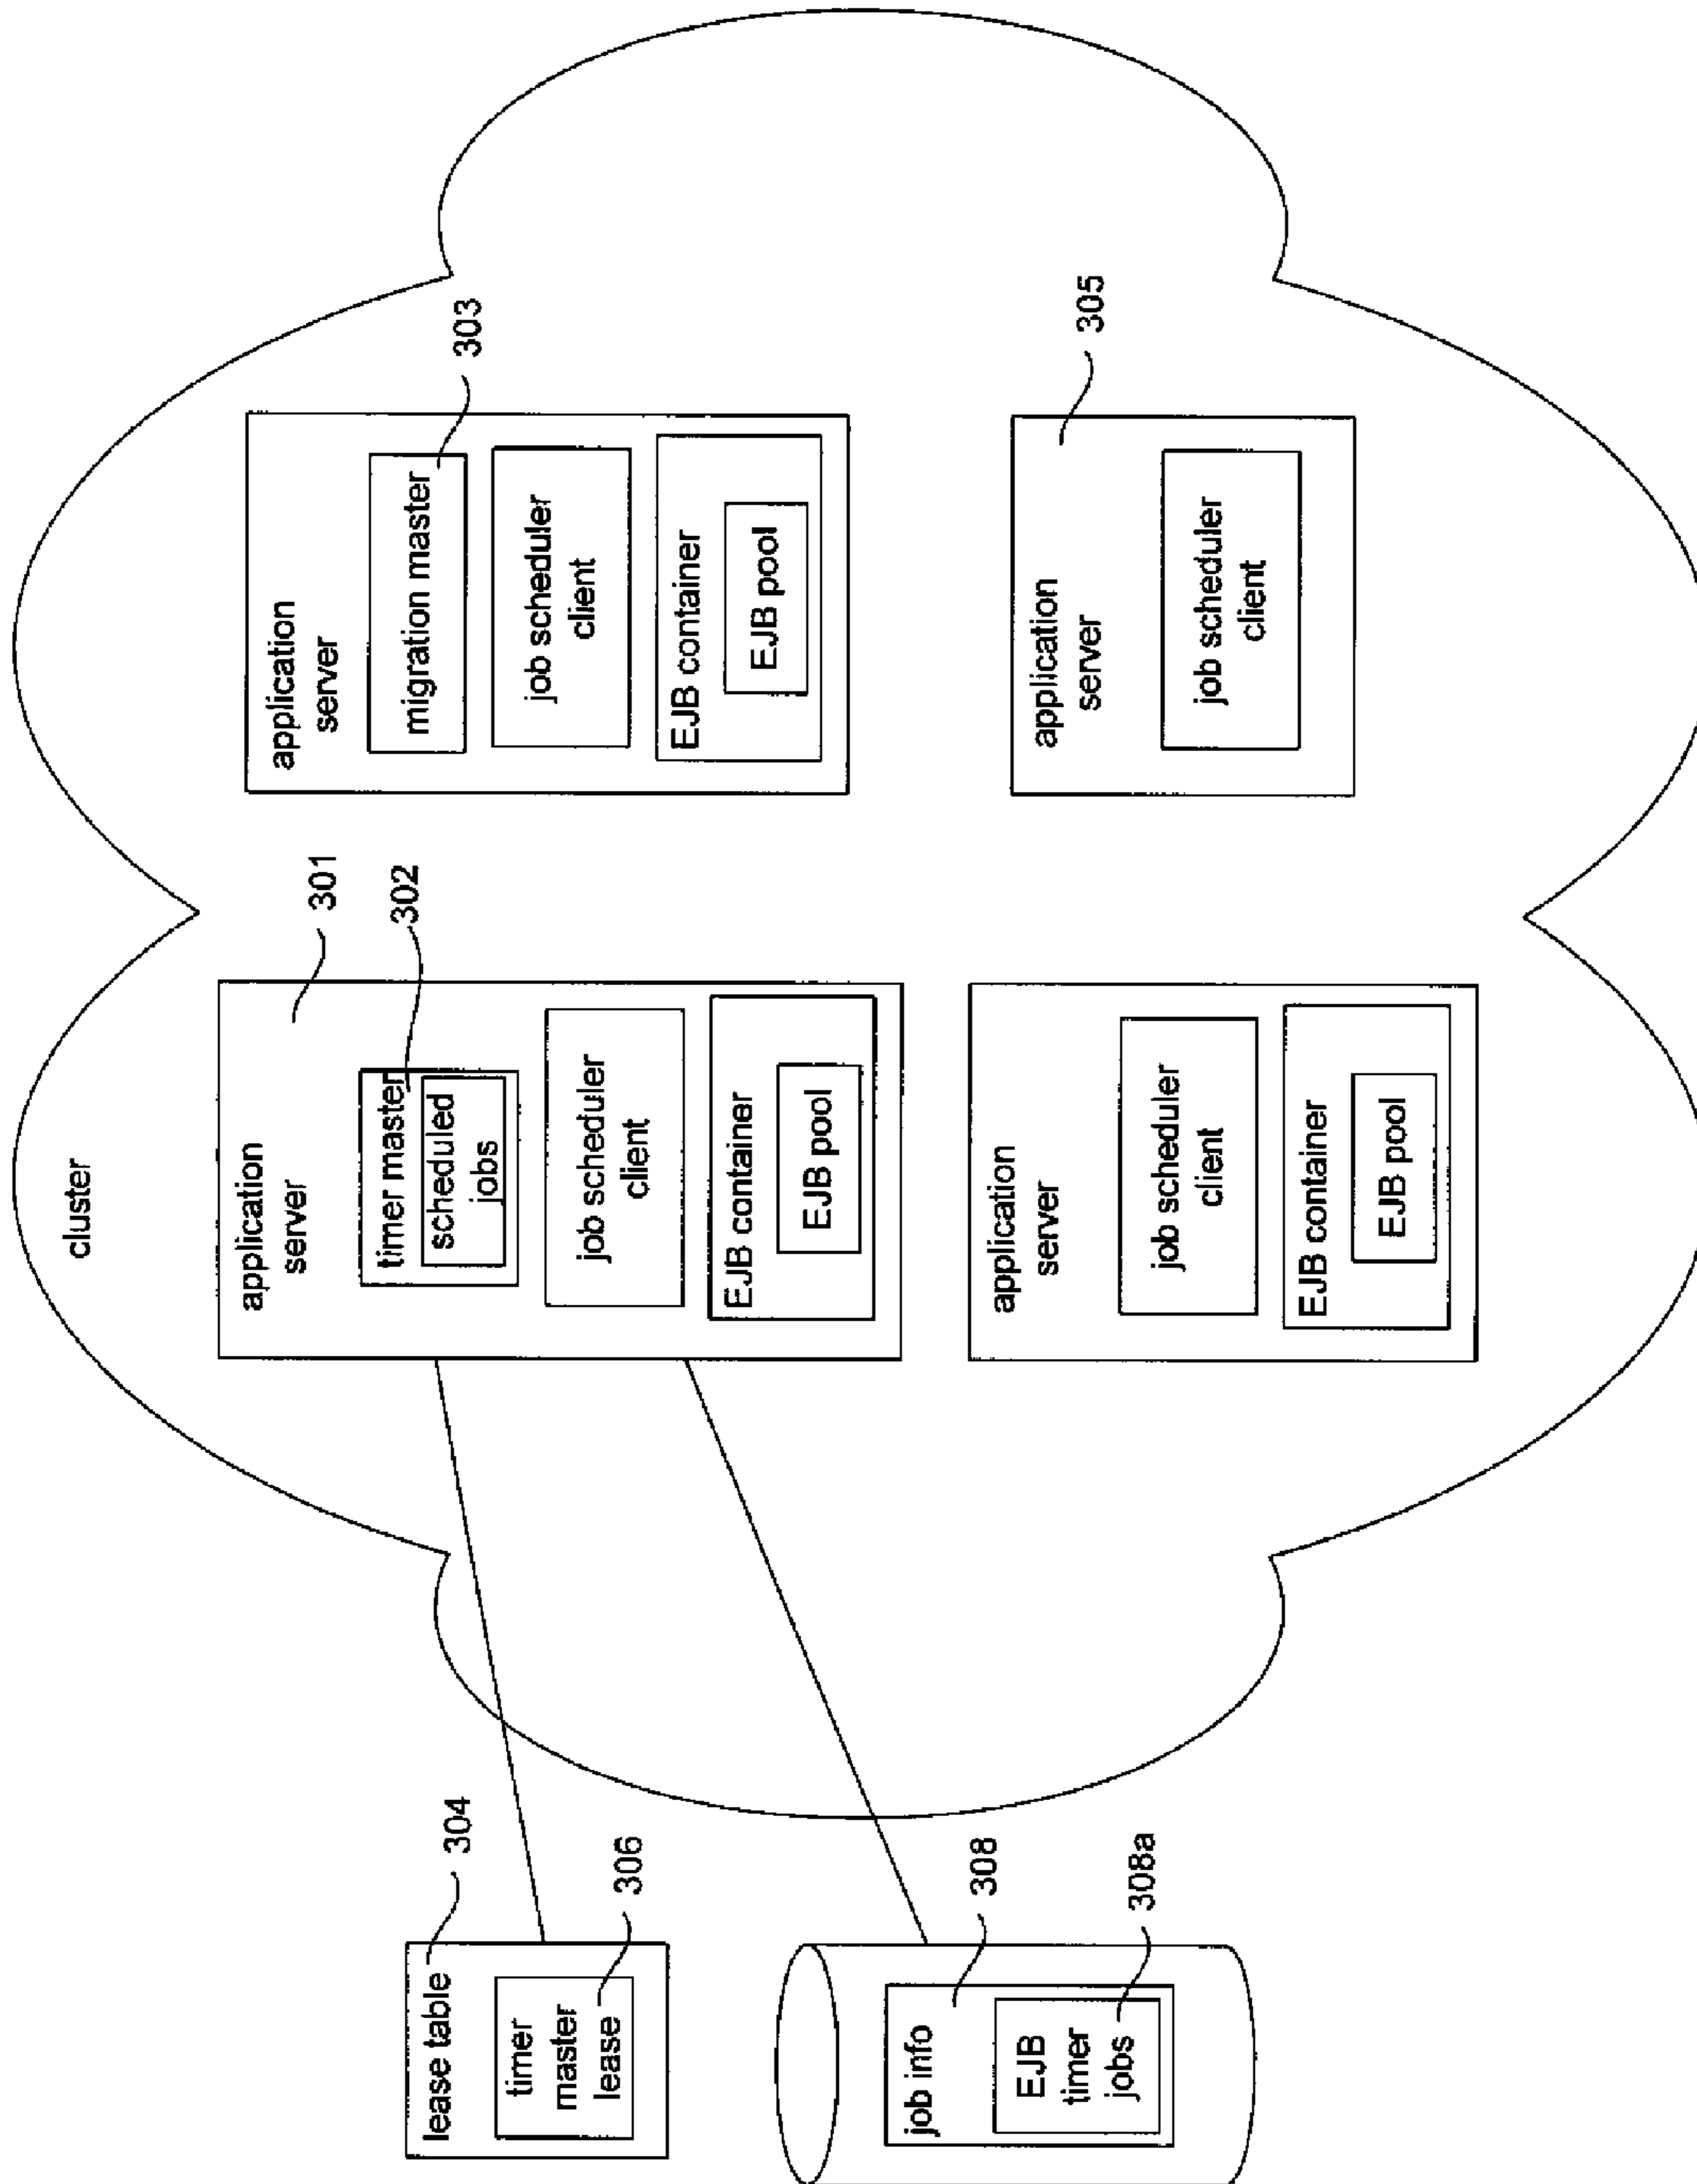 cluster
lease table
304
timer
master
lease
306
job info
308
EJB
timer
jobs
308a
application
server
301
timer master
302
scheduled
jobs
job scheduler
client
EJB container
EJB pool
application
server
migration master
303
job scheduler
client
EJB container
EJB pool
application
server
job scheduler
client
EJB container
EJB pool
application
server
305
job scheduler
client